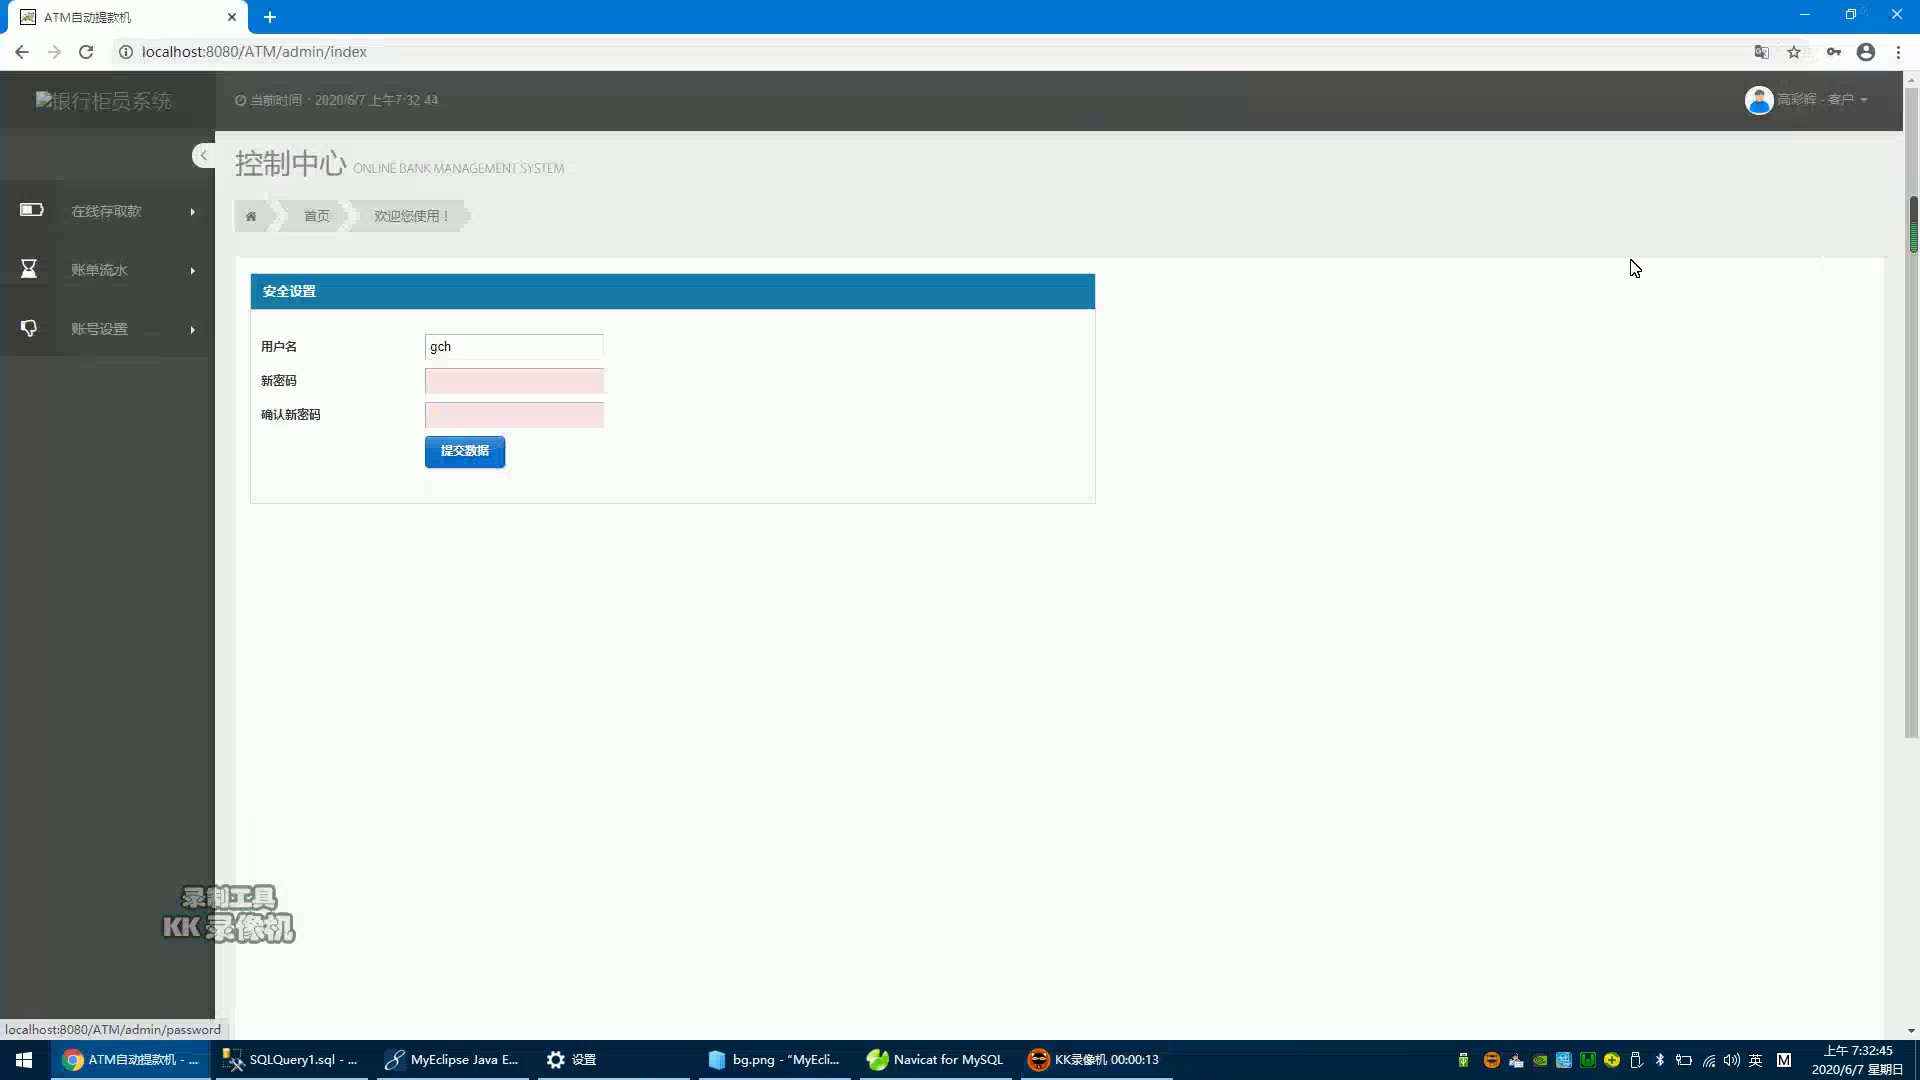 ATM自动提款机
localhost:8080/ATM/admin/index
银行柜员系统
当前时间：2020/6/7 上午7:32:44
高彩辉 - 客户
控制中心 ONLINE BANK MANAGEMENT SYSTEM
首页
欢迎您使用！
在线存取款
账单流水
账号设置
安全设置
用户名
gch
新密码
确认新密码
提交数据
录制工具
KK 录像机
localhost:8080/ATM/admin/password
ATM自动提款机 - ...
SQLQuery1.sql - ...
MyEclipse Java E...
设置
bg.png - "MyEcli...
Navicat for MySQL
KK录像机 00:00:13
英
M
上午 7:32:45
2020/6/7 星期日